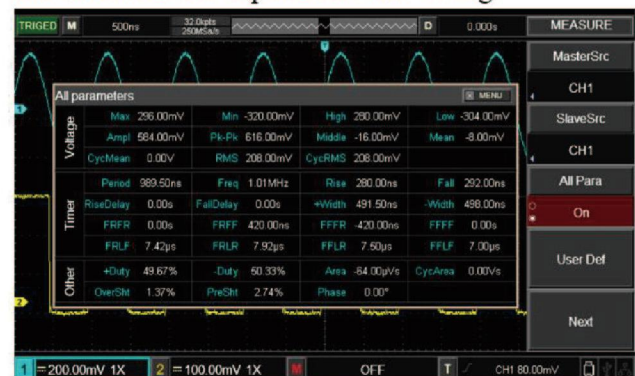 TRIGED M 500ns 32.0kpts 250MSa/s D 0.000s MEASURE
MasterSrc
CH1
SlaveSrc
CH1
All Para
On
User Def
Next
All parameters MENU
Voltage
Max 296.00mV Min -320.00mV High 280.00mV Low -304.00mV
Ampl 584.00mV Pk-Pk 616.00mV Middle -16.00mV Mean -8.00mV
CycMean 0.00V RMS 208.00mV CycRMS 208.00mV
Timer
Period 989.50ns Freq 1.01MHz Rise 280.00ns Fall 292.00ns
RiseDelay 0.00s FallDelay 0.00s +Width 491.50ns -Width 498.00ns
FRFR 0.00s FRFF 420.00ns FFFR -420.00ns FFFF 0.00s
FRLF 7.42µs FRLR 7.92µs FFLR 7.50µs FFLF 7.00µs
Other
+Duty 49.67% -Duty 50.33% Area -64.00µVs CycArea 0.00Vs
OverSht 1.37% PreSht 2.74% Phase 0.00°
1
2
1 200.00mV 1X 2 100.00mV 1X M OFF T CH1 80.00mV